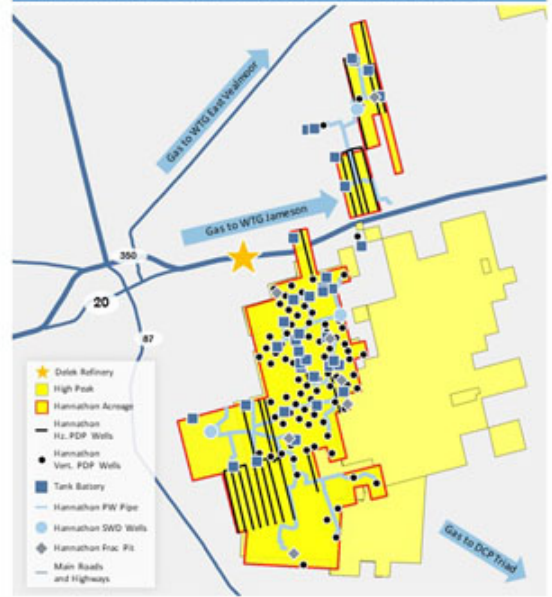 Gas to WTG East Vealmoor
Gas to WTG Jameson
350
20
87
Delek Refinery
High Peak
Hannathon Acreage
Hannathon
Hz. PDP Wells
Hannathon
Vert. PDP Wells
Tank Battery
Hannathon PW Pipe
Hannathon SWD Wells
Hannathon Frac Pit
Main Roads
and Highways
Gas to DCP Triad